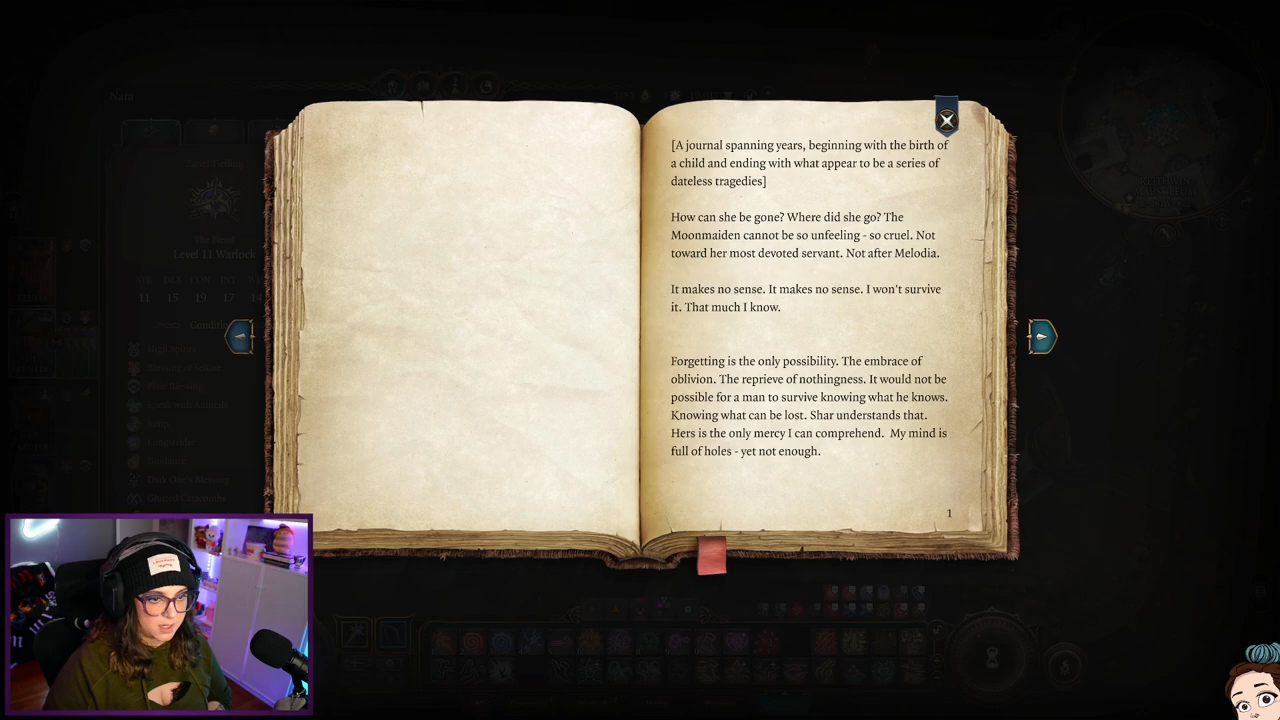 Level 11 Warlock
11 15 19 17 14
[A journal spanning years, beginning with the birth of
a child and ending with what appear to be a series of
dateless tragedies]
How can she be gone? Where did she go? The
Moonmaiden cannot be so unfeeling - so cruel. Not
toward her most devoted servant. Not after Melodia.
It makes no sense. It makes no sense. I won't survive
it. That much I know.
Forgetting is the only possibility. The embrace of
oblivion. The reprieve of nothingness. It would not be
possible for a man to survive knowing what he knows.
Knowing what can be lost. Shar understands that.
Hers is the only mercy I can comprehend. My mind is
full of holes - yet not enough.
1